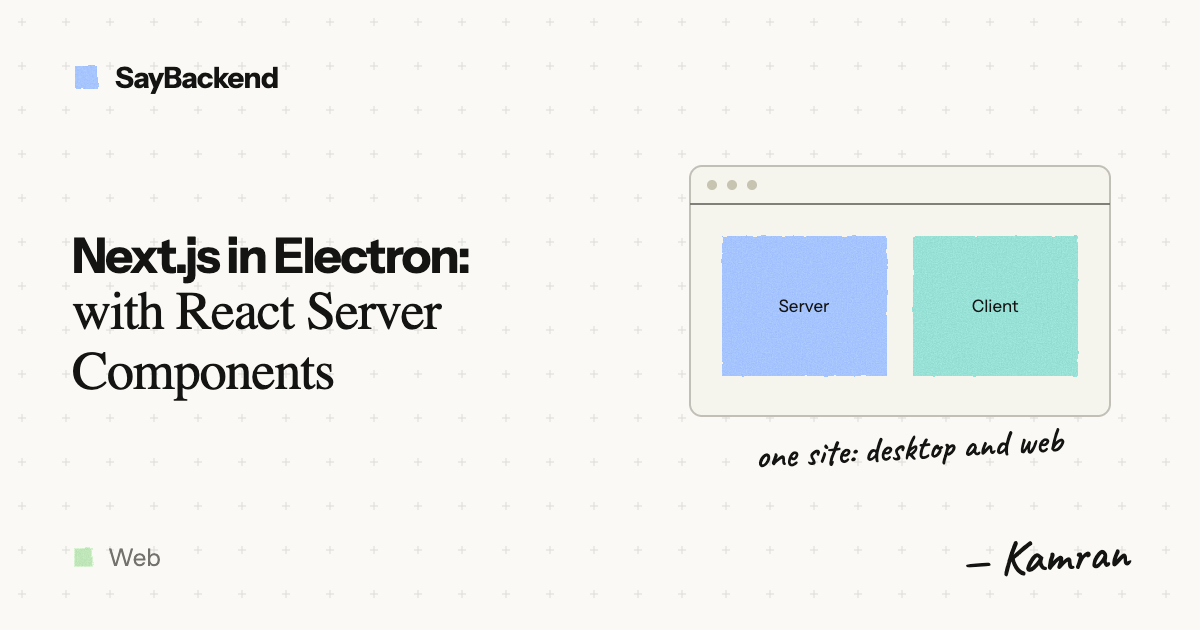 SayBackend
Next.js in Electron:
with React Server
Components
Server
Client
one site: desktop and web
Web
— Kamran